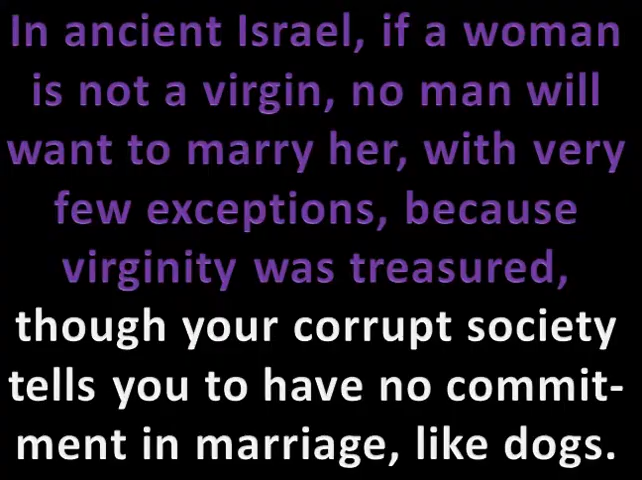 In ancient Israel, if a woman
is not a virgin, no man will
want to marry her, with very
few exceptions, because
virginity was treasured,
though your corrupt society
tells you to have no commit-
ment in marriage, like dogs.